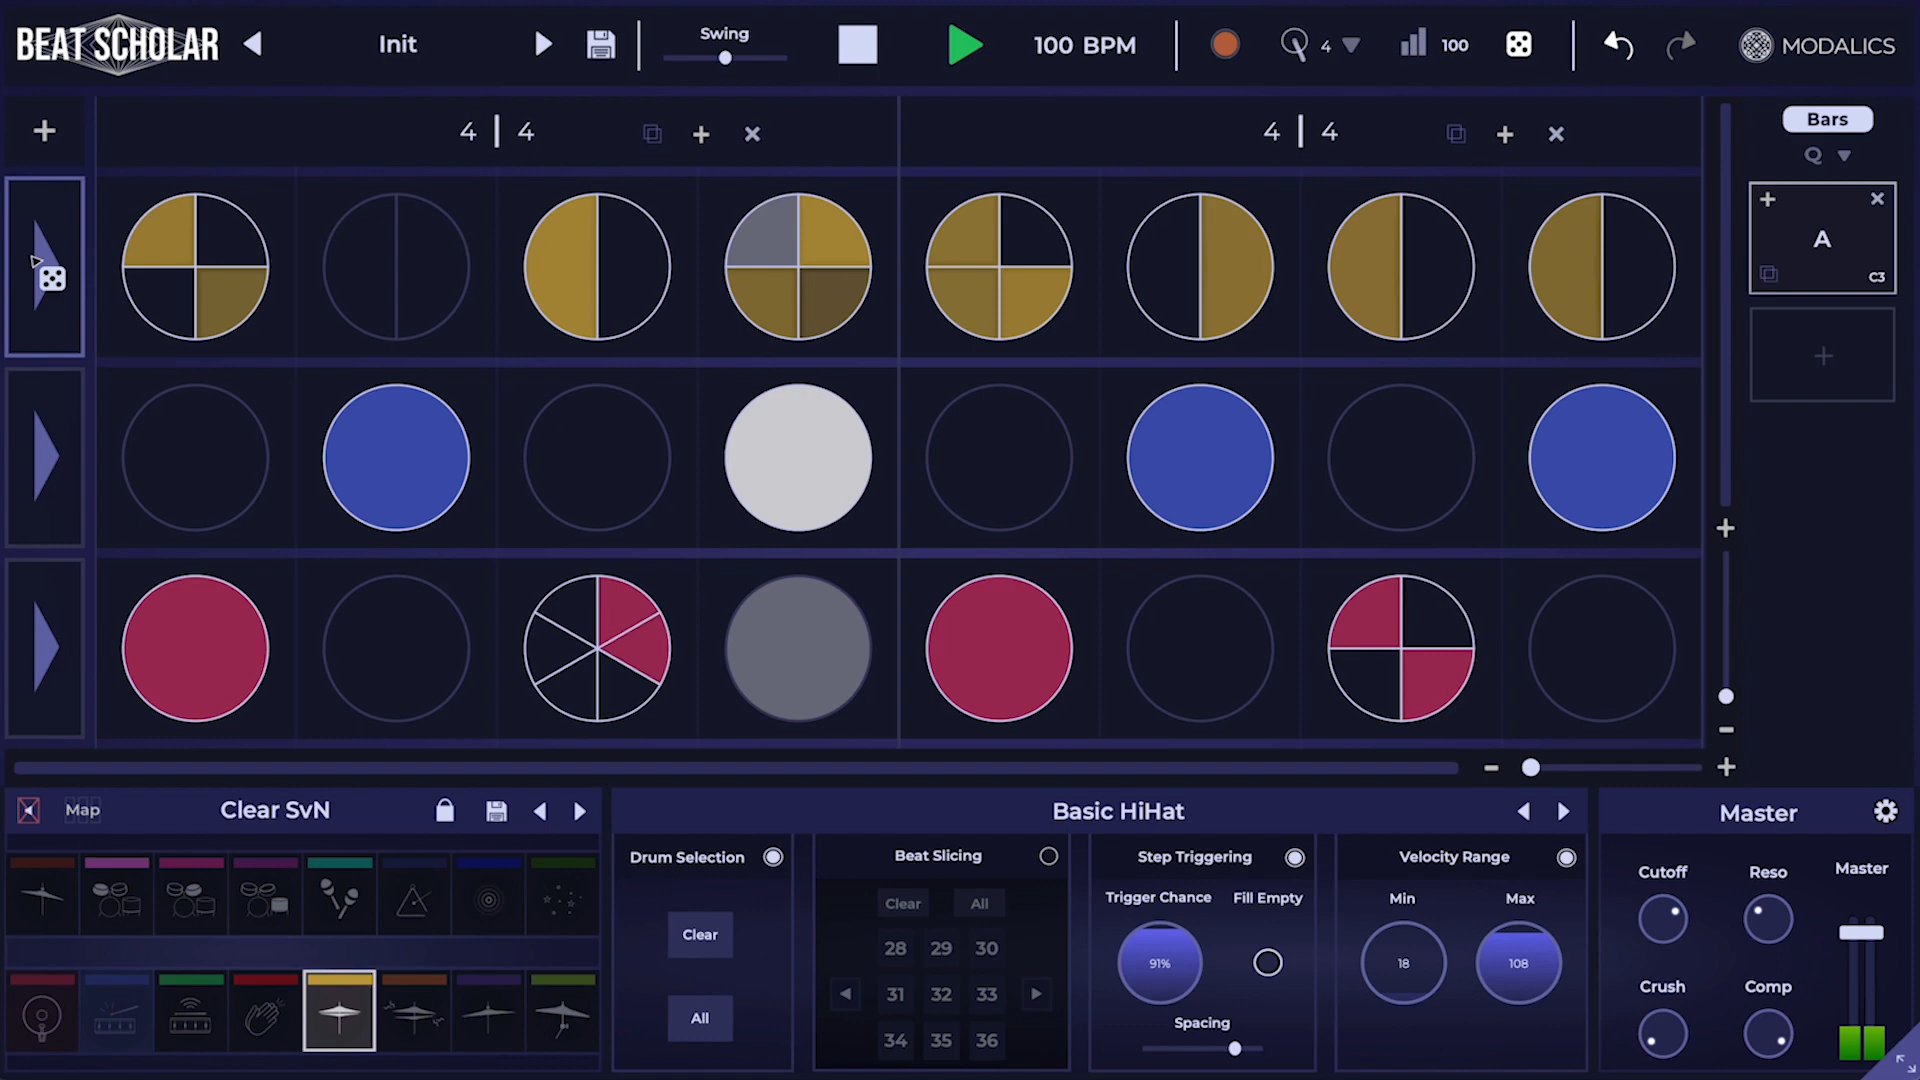 BEAT SCHOLAR
Init
Swing
100 BPM
4
100
MODALICS
4 | 4
4 | 4
Bars
Q
A
C3
Map
Clear SvN
Basic HiHat
Master
Drum Selection
Clear
All
Beat Slicing
Clear All
28 29 30
31 32 33
34 35 36
Step Triggering
Trigger Chance Fill Empty
91%
Spacing
Velocity Range
Min Max
18 108
Cutoff Reso
Master
Crush Comp